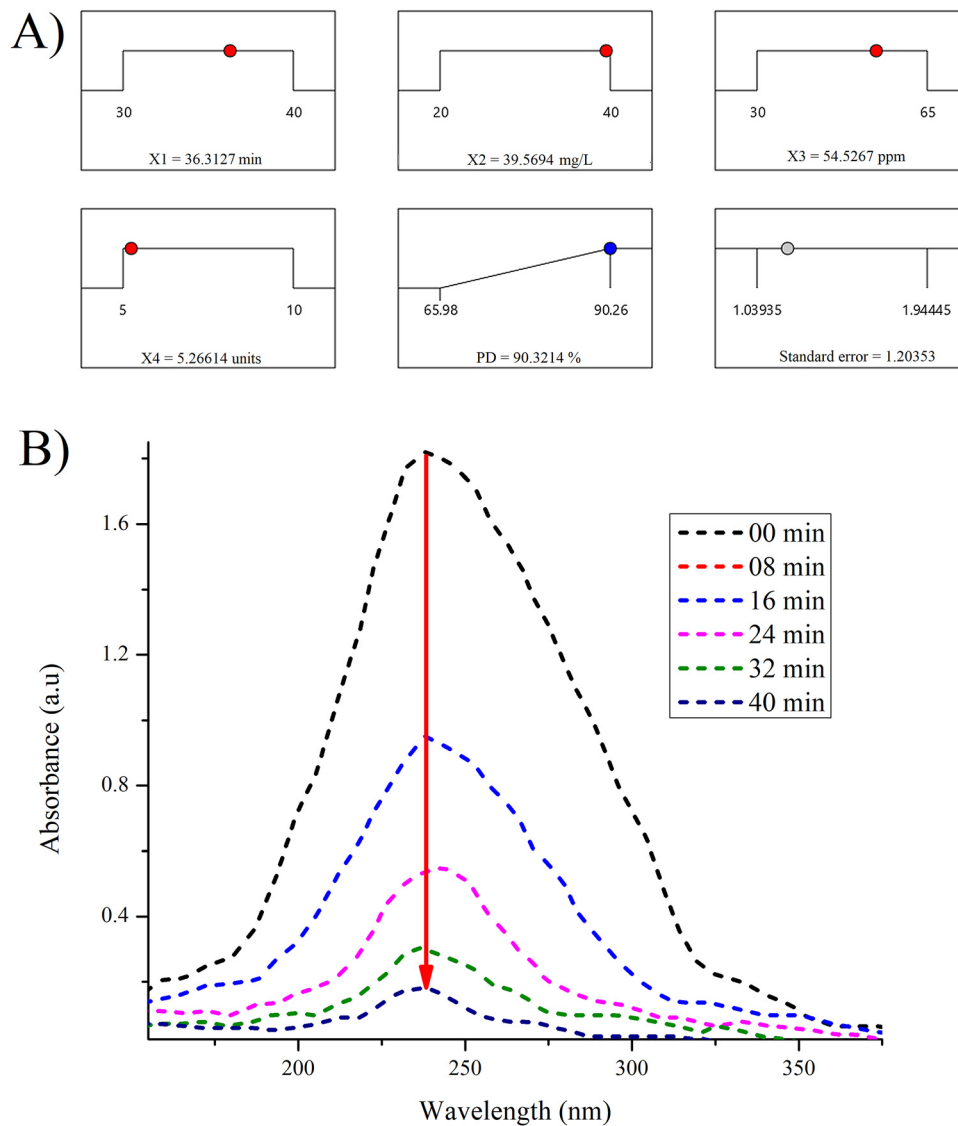 A)
30 40
X1 = 36.3127 min
20 40
X2 = 39.5694 mg/L
30 65
X3 = 54.5267 ppm
5 10
X4 = 5.26614 units
65.98 90.26
PD = 90.3214 %
1.03935 1.94445
Standard error = 1.20353
B)
Absorbance (a.u)
1.6
1.2
0.8
0.4
00 min
08 min
16 min
24 min
32 min
40 min
200 250 300 350
Wavelength (nm)